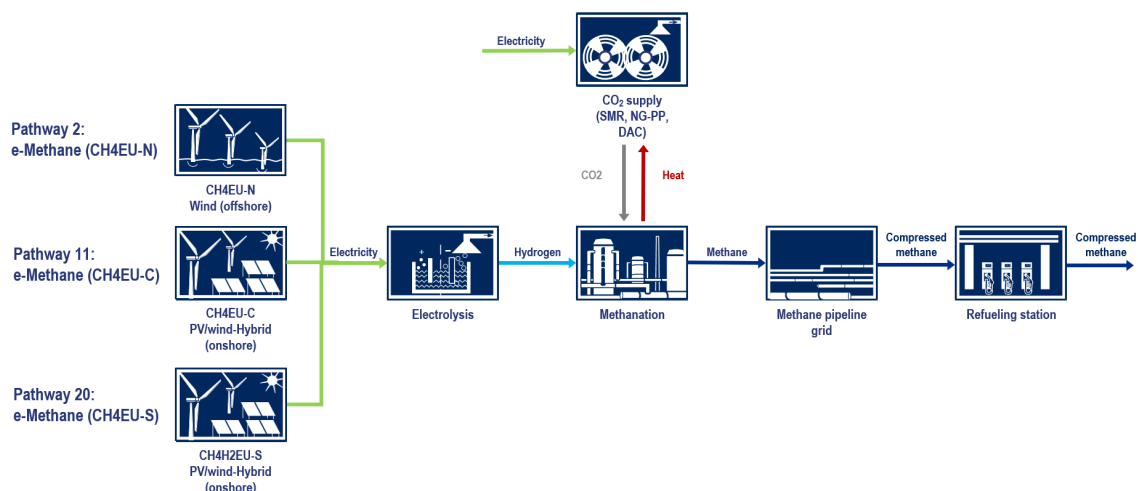 Electricity
CO₂ supply
(SMR, NG-PP,
DAC)
Pathway 2:
e-Methane (CH4EU-N)
CH4EU-N
Wind (offshore)
CO2
Heat
Pathway 11:
e-Methane (CH4EU-C)
CH4EU-C
PV/wind-Hybrid
(onshore)
Electricity
Electrolysis
Hydrogen
Methanation
Methane
Methane pipeline
grid
Compressed
methane
Refueling station
Compressed
methane
Pathway 20:
e-Methane (CH4EU-S)
CH4H2EU-S
PV/wind-Hybrid
(onshore)